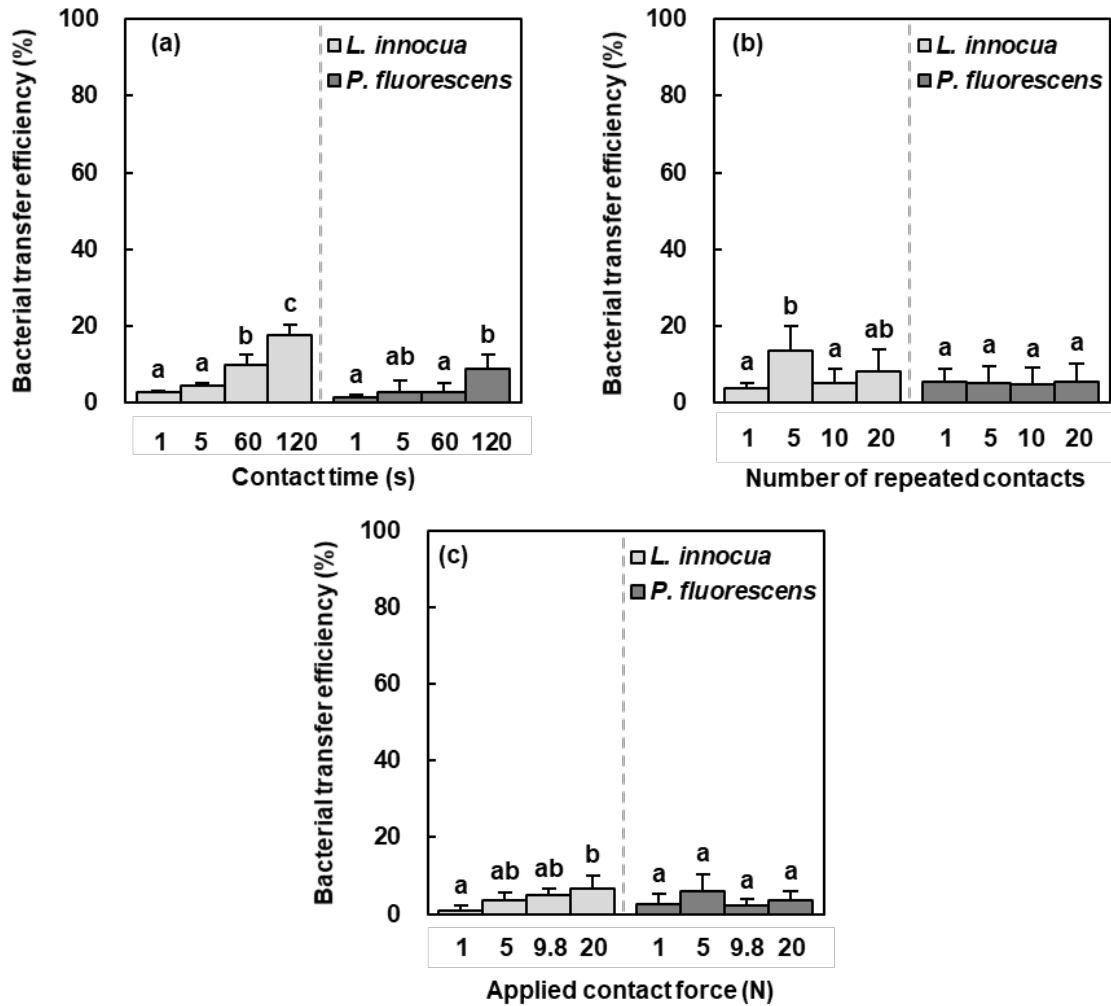 Bacterial transfer efficiency (%)
100
80
60
40
20
0
(a)
L. innocua
P. fluorescens
a
a
b
c
a
ab
a
b
1 5 60 120 1 5 60 120
Contact time (s)
Bacterial transfer efficiency (%)
100
80
60
40
20
0
(b)
L. innocua
P. fluorescens
a
b
a
ab
a
a
a
a
1 5 10 20 1 5 10 20
Number of repeated contacts
Bacterial transfer efficiency (%)
100
80
60
40
20
0
(c)
L. innocua
P. fluorescens
a
ab
ab
b
a
a
a
a
1 5 9.8 20 1 5 9.8 20
Applied contact force (N)